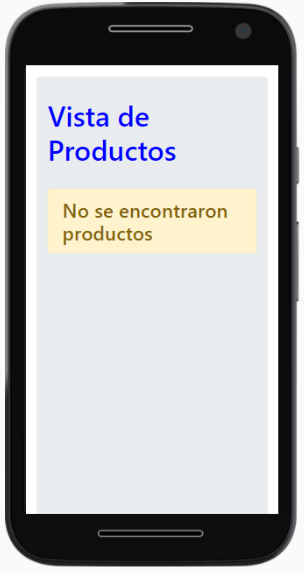 Vista de
Productos
No se encontraron
productos